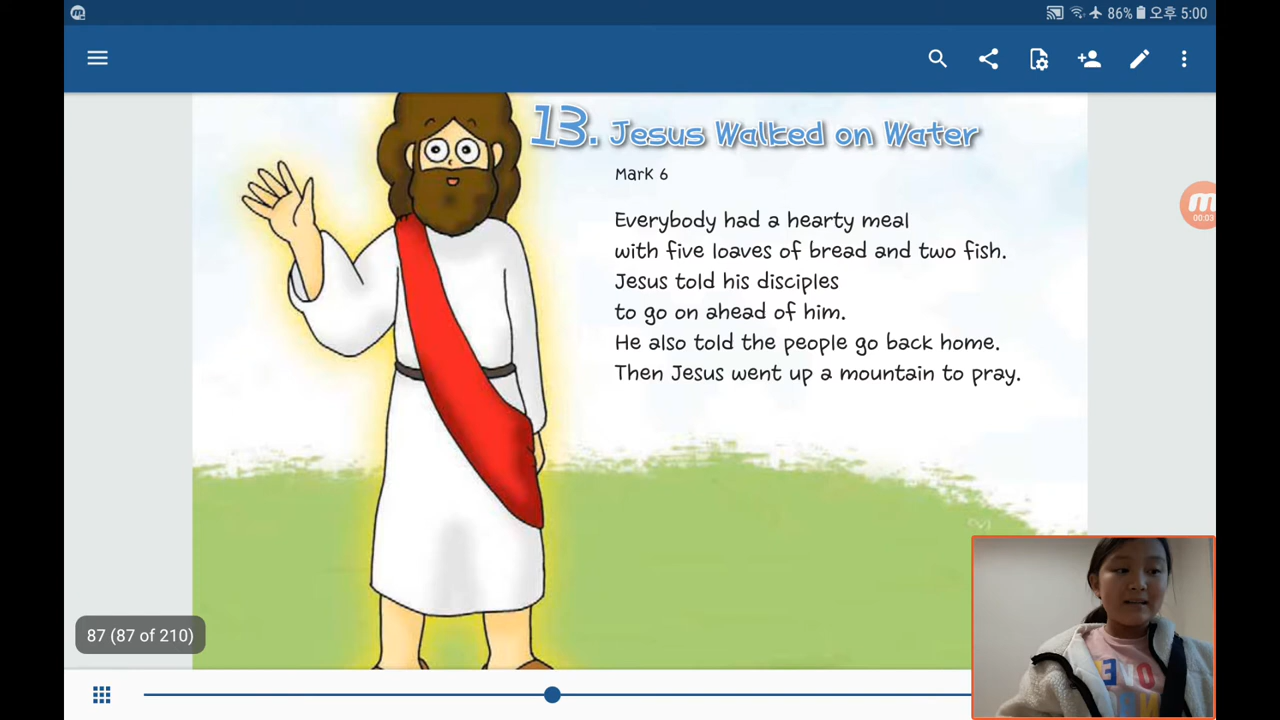 86% 오후 5:00
13. Jesus Walked on Water
Mark 6
Everybody had a hearty meal
with five loaves of bread and two fish.
Jesus told his disciples
to go on ahead of him.
He also told the people go back home.
Then Jesus went up a mountain to pray.
00:03
87 (87 of 210)